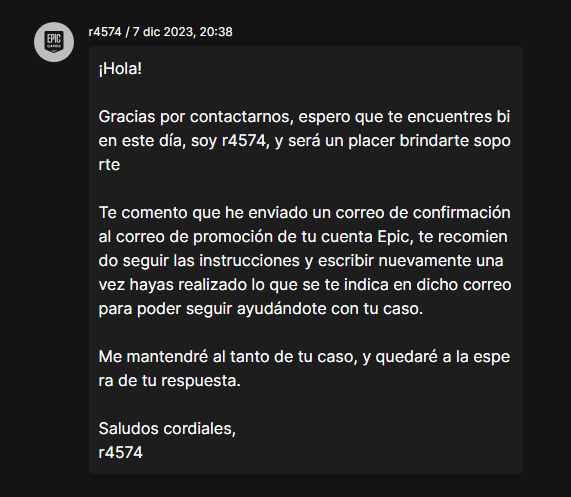 EPIC
GAMES
r4574 / 7 dic 2023, 20:38
¡Hola!
Gracias por contactarnos, espero que te encuentres bi
en este día, soy r4574, y será un placer brindarte sopo
rte
Te comento que he enviado un correo de confirmación
al correo de promoción de tu cuenta Epic, te recomien
do seguir las instrucciones y escribir nuevamente una
vez hayas realizado lo que se te indica en dicho correo
para poder seguir ayudándote con tu caso.
Me mantendré al tanto de tu caso, y quedaré a la espe
ra de tu respuesta.
Saludos cordiales,
r4574